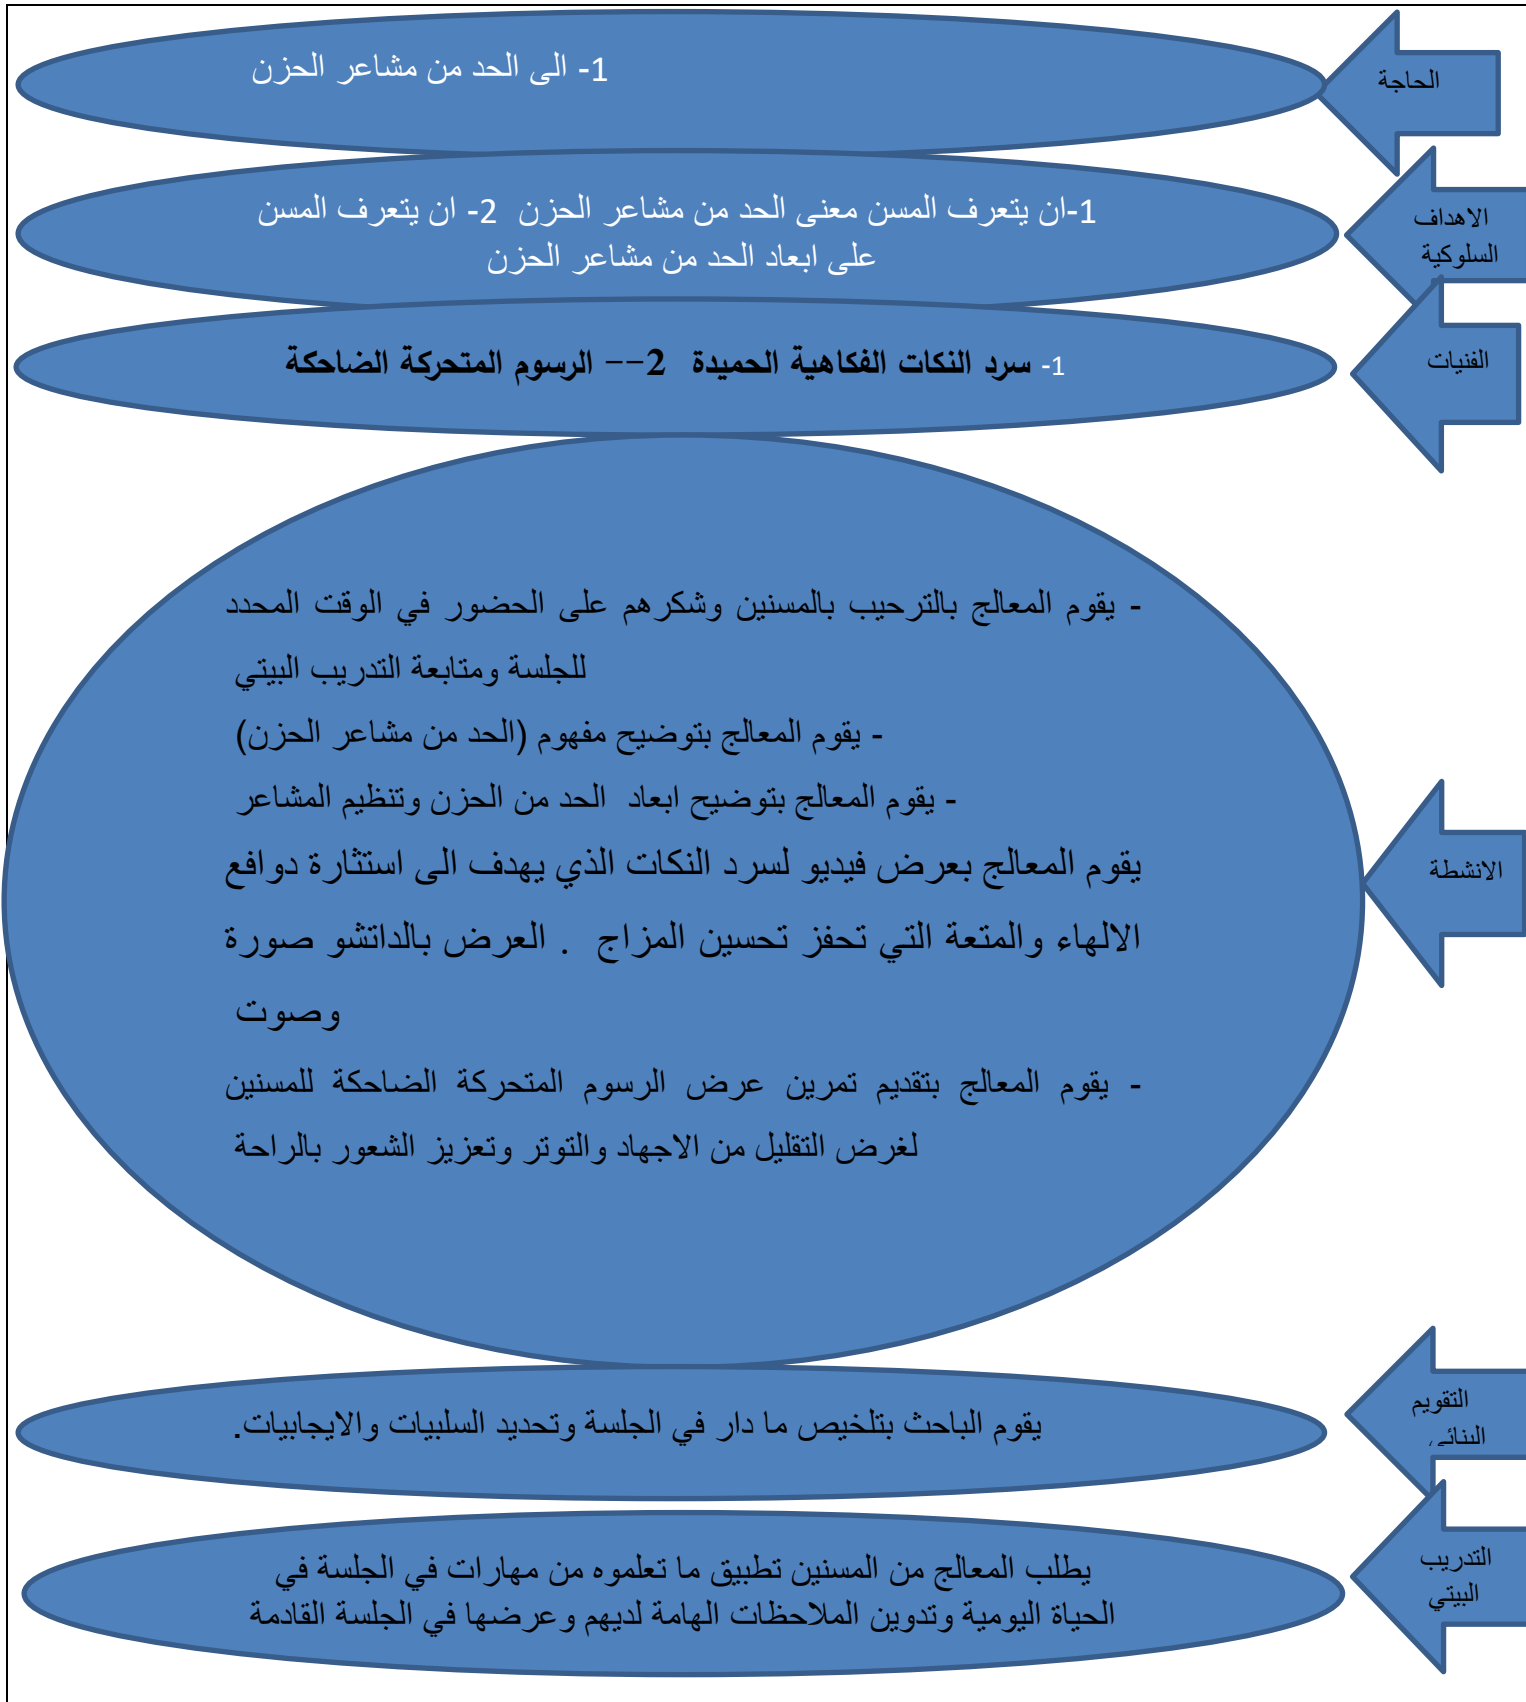 الحاجة
1- الى الحد من مشاعر الحزن
الاهداف
السلوكية
1-ان يتعرف المسن معنى الحد من مشاعر الحزن 2- ان يتعرف المسن
على ابعاد الحد من مشاعر الحزن
الفنيات
1- سرد النكات الفكاهية الحميدة 2-- الرسوم المتحركة الضاحكة
الانشطة
- يقوم المعالج بالترحيب بالمسنين وشكرهم على الحضور في الوقت المحدد
للجلسة ومتابعة التدريب البيتي
- يقوم المعالج بتوضيح مفهوم (الحد من مشاعر الحزن)
- يقوم المعالج بتوضيح ابعاد الحد من الحزن وتنظيم المشاعر
يقوم المعالج بعرض فيديو لسرد النكات الذي يهدف الى استثارة دوافع
الالهاء والمتعة التي تحفز تحسين المزاج . العرض بالداتشو صورة
وصوت
- يقوم المعالج بتقديم تمرين عرض الرسوم المتحركة الضاحكة للمسنين
لغرض التقليل من الاجهاد والتوتر وتعزيز الشعور بالراحة
التقويم
البنائي
يقوم الباحث بتلخيص ما دار في الجلسة وتحديد السلبيات والايجابيات.
التدريب
البيتي
يطلب المعالج من المسنين تطبيق ما تعلموه من مهارات في الجلسة في
الحياة اليومية وتدوين الملاحظات الهامة لديهم وعرضها في الجلسة القادمة